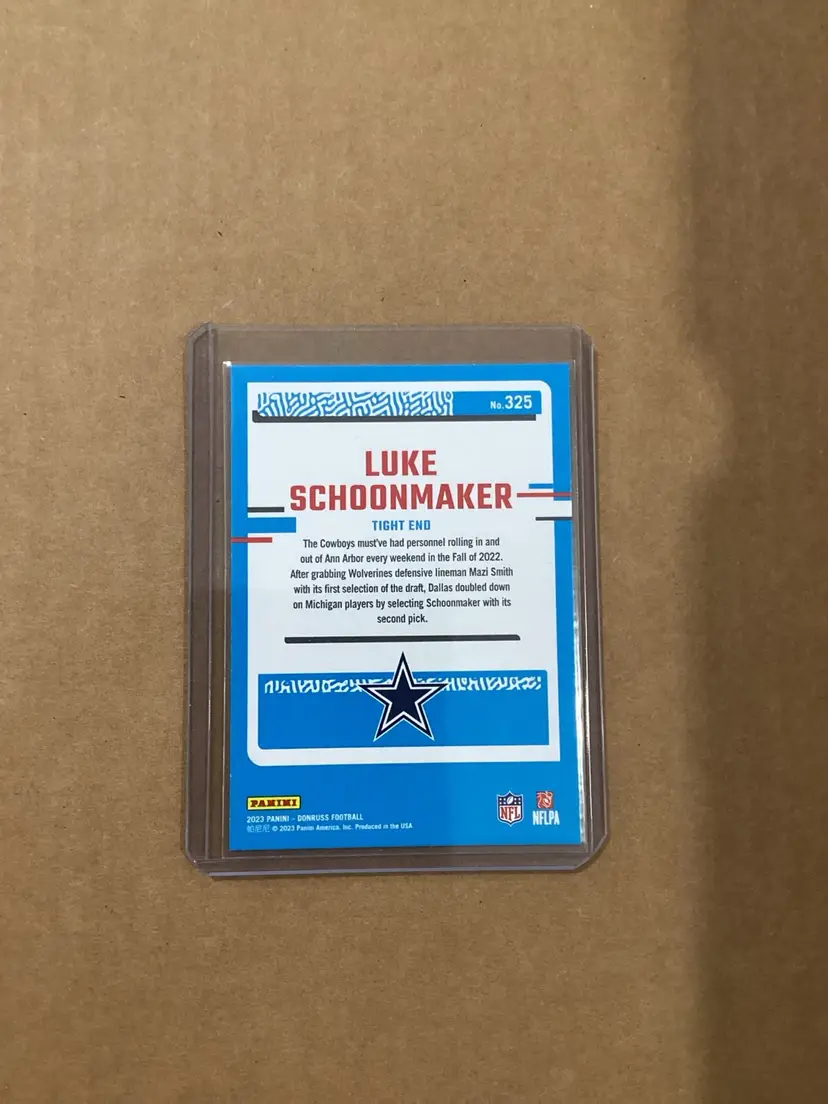 No.325
LUKE
SCHOONMAKER
TIGHT END
The Cowboys must've had personnel rolling in and
out of Ann Arbor every weekend in the Fall of 2022.
After grabbing Wolverines defensive lineman Mazi Smith
with its first selection of the draft, Dallas doubled down
on Michigan players by selecting Schoonmaker with its
second pick.
PANINI
2023 PANINI – DONRUSS FOOTBALL
帕尼尼 © 2023 Panini America, Inc. Produced in the USA
NFL
NFLPA